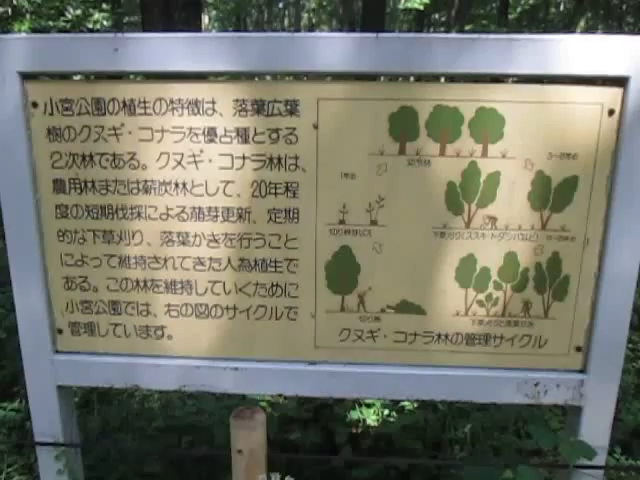 小宮公園の植生の特徴は、落葉広葉
樹のクヌギ・コナラを優占種とする
2次林である。クヌギ・コナラ林は、
農用林または薪炭林として、20年程
度の短期伐採による萌芽更新、定期
的な下草刈り、落葉かきを行うこと
によって維持されてきた人為植生で
ある。この林を維持していくために
小宮公園では、右の図のサイクルで
管理しています。
1年め
3~8年め
クヌギ・コナラ林の管理サイクル